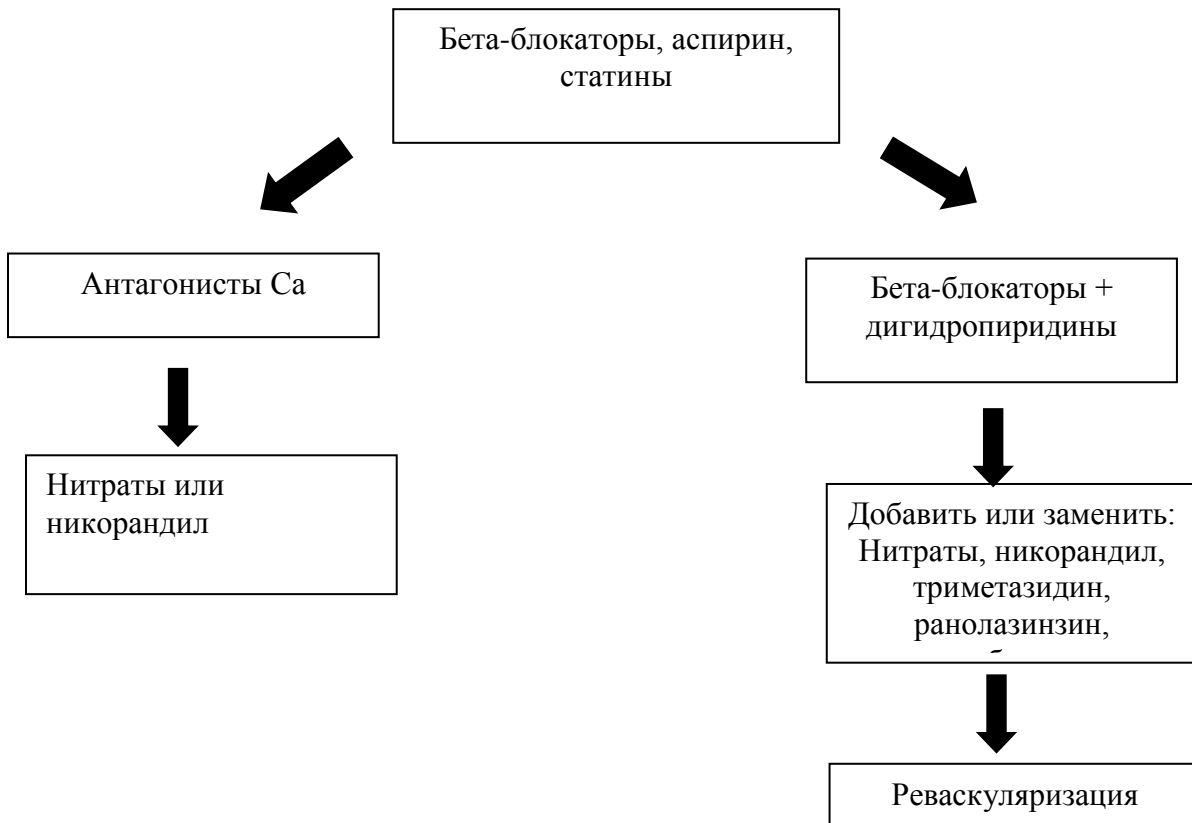 Бета-блокаторы, аспирин,
статины
Антагонисты Са
Бета-блокаторы +
дигидропиридины
Нитраты или
никорандил
Добавить или заменить:
Нитраты, никорандил,
триметазидин,
ранолазинзин,
Реваскуляризация